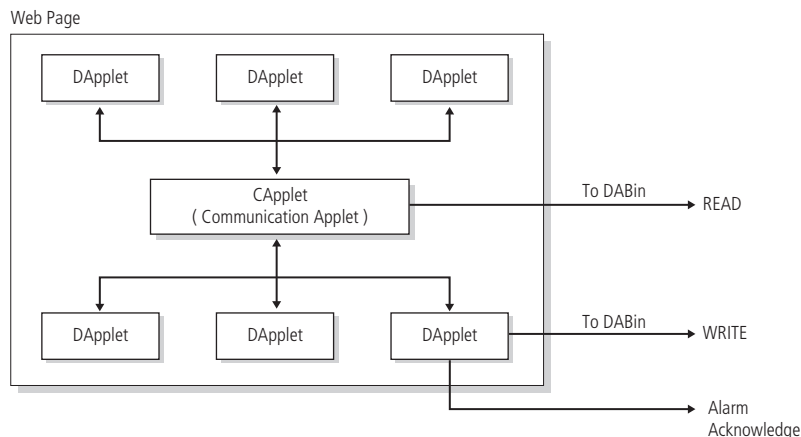 Web Page
DApplet
DApplet
DApplet
CApplet
( Communication Applet )
To DABin
READ
DApplet
DApplet
DApplet
To DABin
WRITE
Alarm
Acknowledge